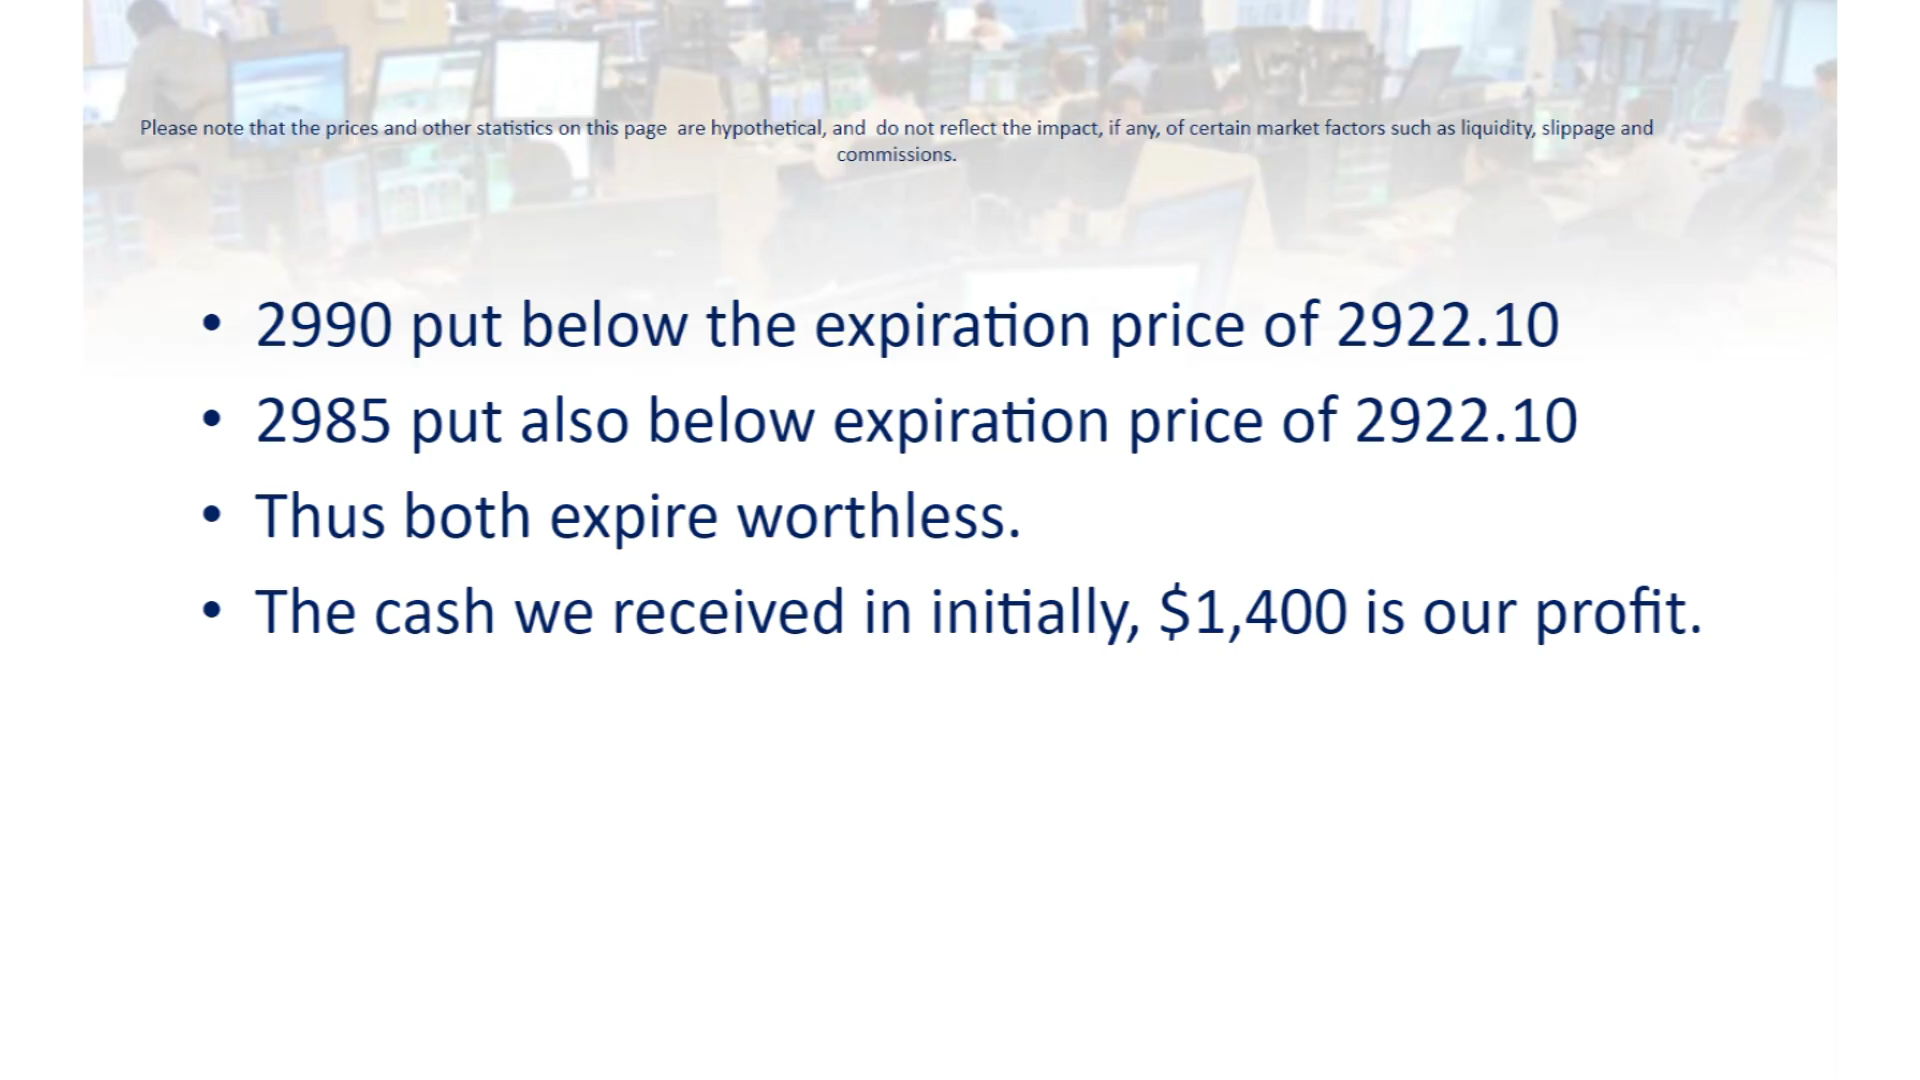 Please note that the prices and other statistics on this page  are hypothetical, and  do not reflect the impact, if any, of certain market factors such as liquidity, slippage and
commissions.
• 2990 put below the expiration price of 2922.10
• 2985 put also below expiration price of 2922.10
• Thus both expire worthless.
• The cash we received in initially, $1,400 is our profit.